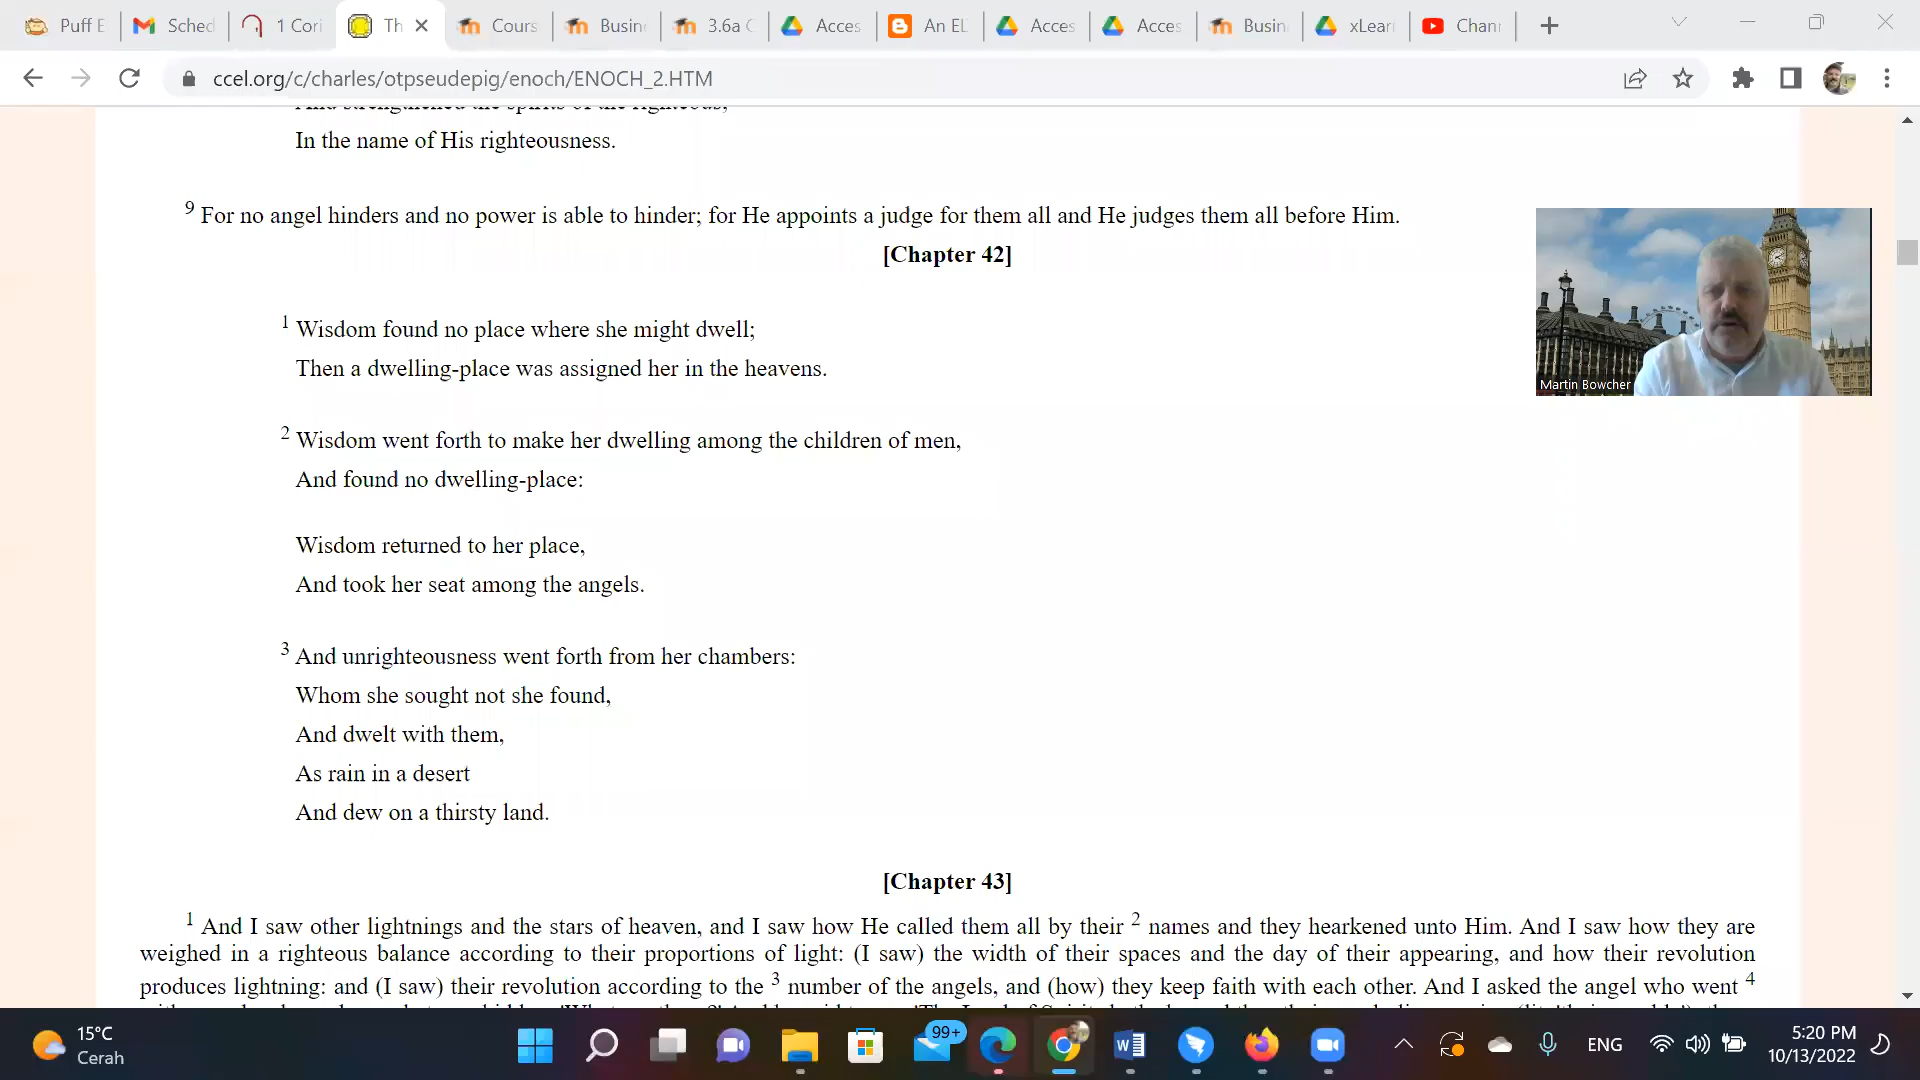 Puff E
Sched
1 Cori
Th
Cours
Busin
3.6a C
Acces
An EL
Acces
Acces
Busin
xLear
Chann
ccel.org/c/charles/otpseudepig/enoch/ENOCH_2.HTM
And strengthened the spirits of the righteous,
In the name of His righteousness.
9 For no angel hinders and no power is able to hinder; for He appoints a judge for them all and He judges them all before Him.
[Chapter 42]
1 Wisdom found no place where she might dwell;
Then a dwelling-place was assigned her in the heavens.
2 Wisdom went forth to make her dwelling among the children of men,
And found no dwelling-place:
Wisdom returned to her place,
And took her seat among the angels.
3 And unrighteousness went forth from her chambers:
Whom she sought not she found,
And dwelt with them,
As rain in a desert
And dew on a thirsty land.
Martin Bowcher
[Chapter 43]
1 And I saw other lightnings and the stars of heaven, and I saw how He called them all by their 2 names and they hearkened unto Him. And I saw how they are
weighed in a righteous balance according to their proportions of light: (I saw) the width of their spaces and the day of their appearing, and how their revolution
produces lightning: and (I saw) their revolution according to the 3 number of the angels, and (how) they keep faith with each other. And I asked the angel who went 4
15°C
Cerah
99+
ENG
5:20 PM
10/13/2022